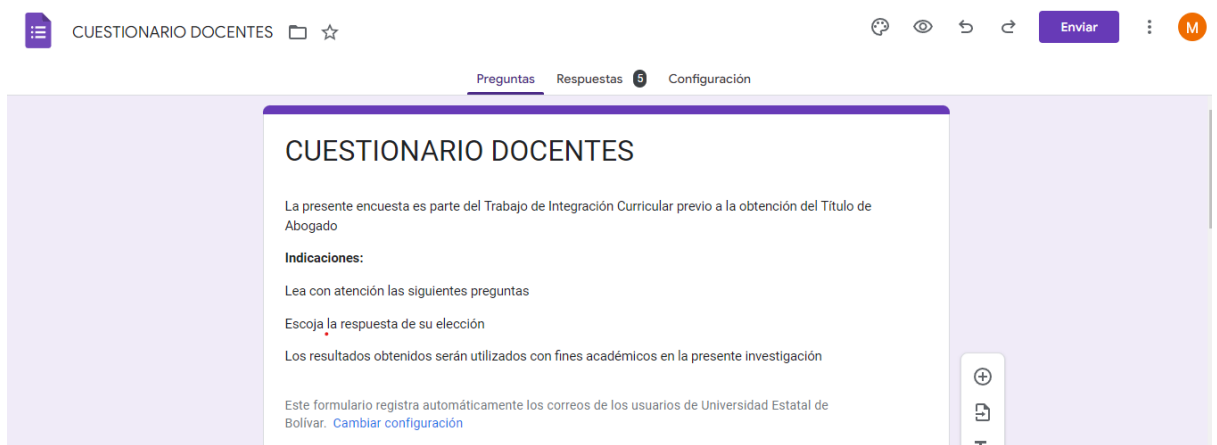 CUESTIONARIO DOCENTES
Enviar
M
Preguntas Respuestas 5 Configuración
CUESTIONARIO DOCENTES
La presente encuesta es parte del Trabajo de Integración Curricular previo a la obtención del Título de
Abogado
Indicaciones:
Lea con atención las siguientes preguntas
Escoja la respuesta de su elección
Los resultados obtenidos serán utilizados con fines académicos en la presente investigación
Este formulario registra automáticamente los correos de los usuarios de Universidad Estatal de
Bolívar. Cambiar configuración